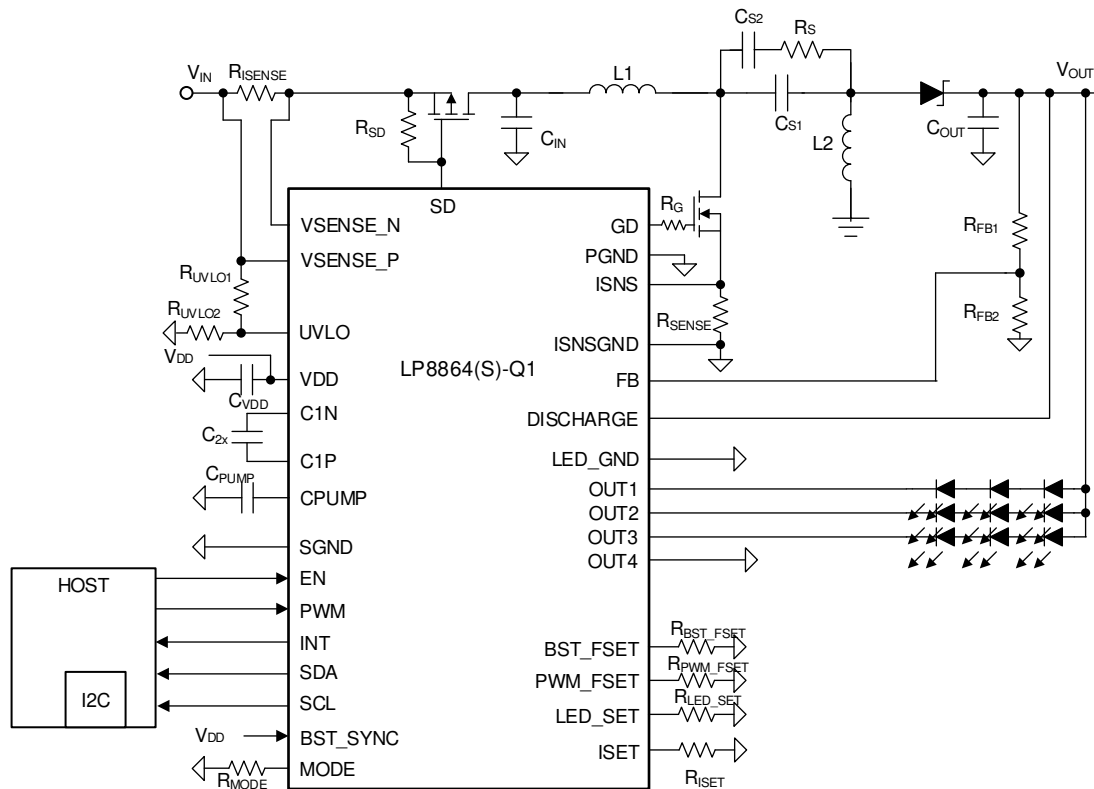 CS2
RS
VIN
RISENSE
L1
VOUT
RSD
CIN
CS1
L2
COUT
SD
RG
VSENSE_N
GD
RFB1
PGND
VSENSE_P
RUVLO1
ISNS
RUVLO2
RSENSE
RFB2
UVLO
ISNSGND
VDD
LP8864(S)-Q1
VDD
FB
CVDD
C1N
DISCHARGE
C2x
C1P
LED_GND
CPUMP
OUT1
CPUMP
OUT2
OUT3
SGND
OUT4
HOST
EN
PWM
RBST_FSET
INT
BST_FSET
RPWM_FSET
SDA
PWM_FSET
I2C
RLED_SET
SCL
LED_SET
VDD
BST_SYNC
ISET
MODE
RMODE
RISET